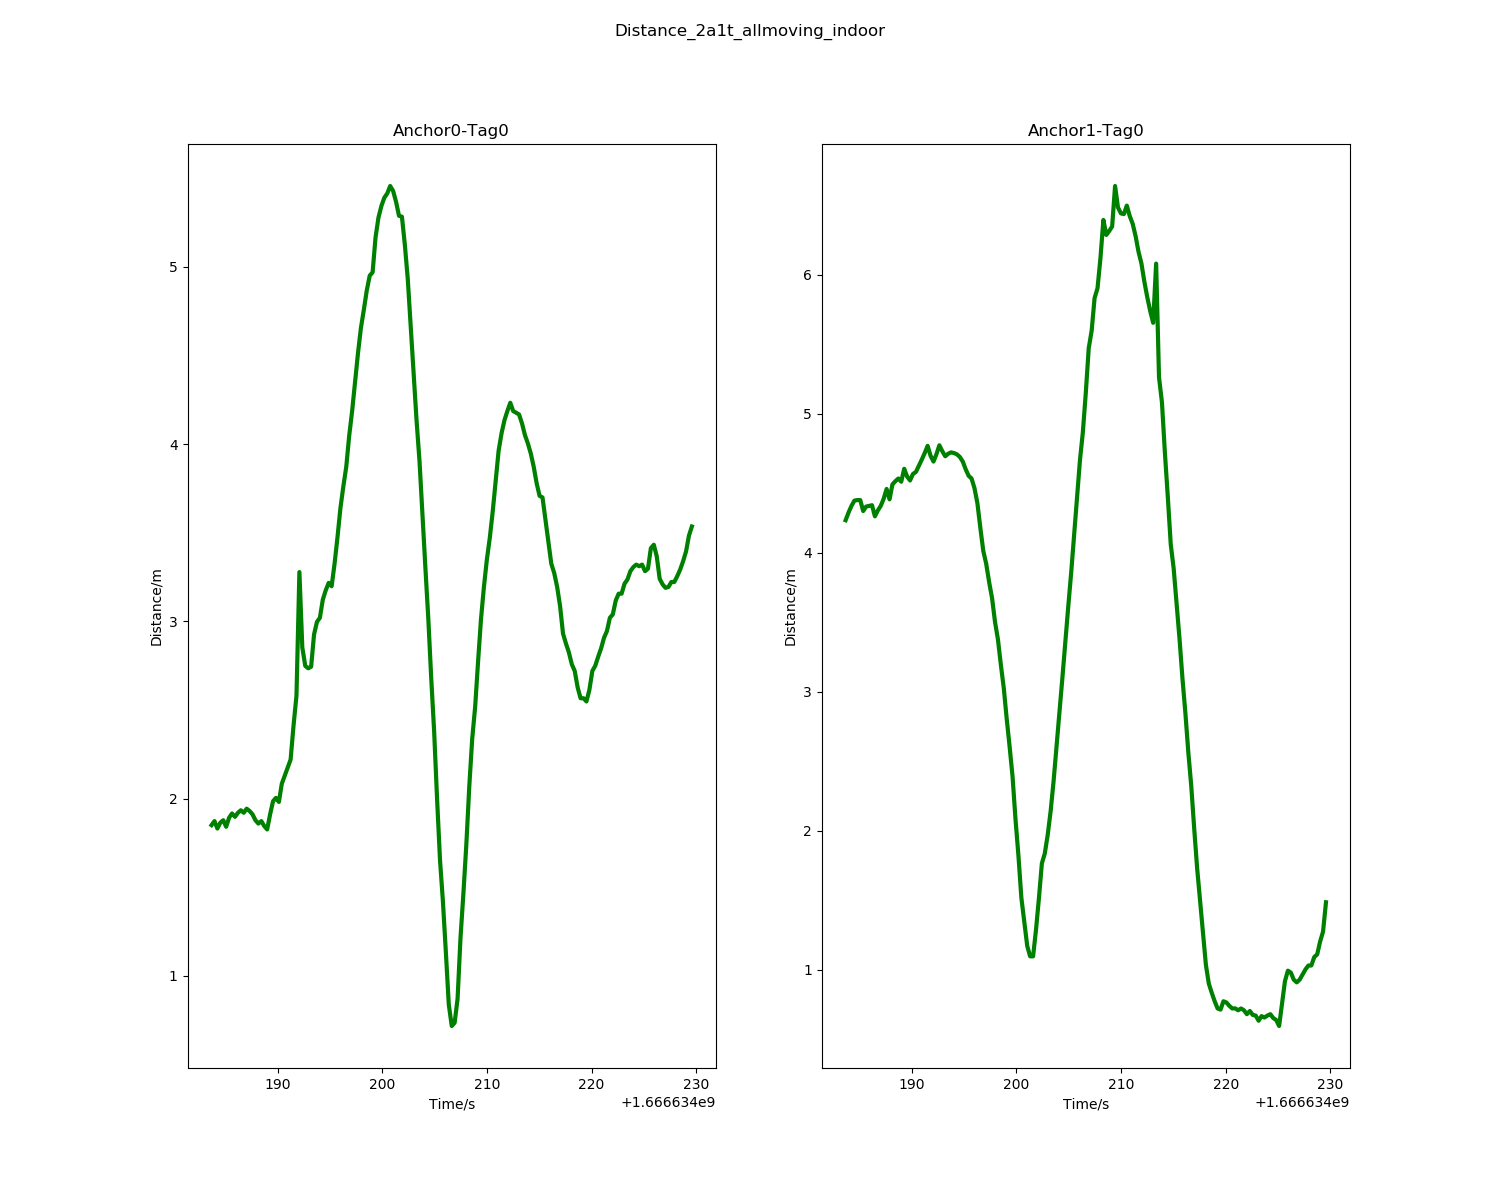 Distance_2a1t_allmoving_indoor
Anchor0-Tag0
Distance/m
5
4
3
2
1
190 200 210 220 230
Time/s
+1.666634e9
Anchor1-Tag0
Distance/m
6
5
4
3
2
1
190 200 210 220 230
Time/s
+1.666634e9